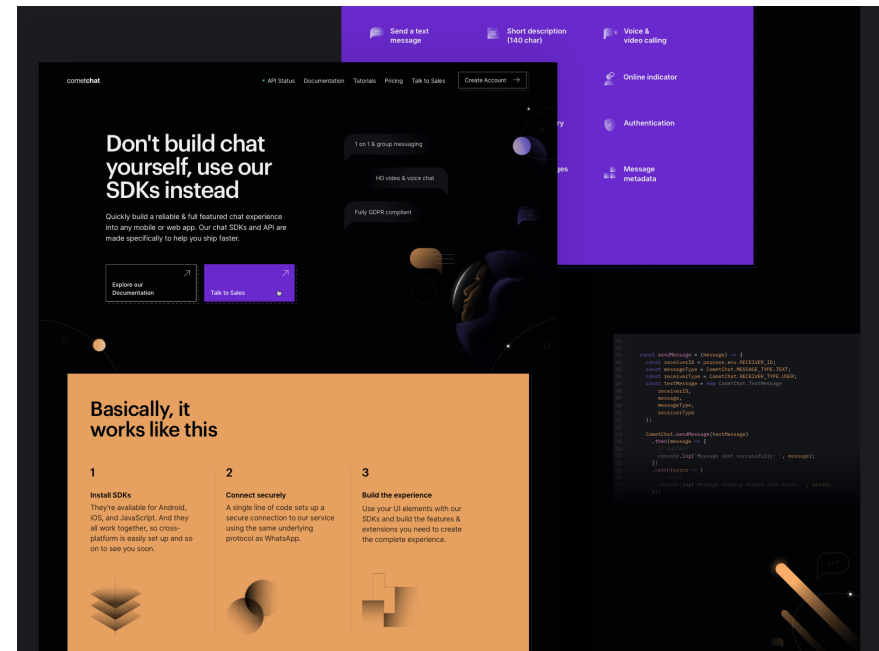 Send a text
message
Short description
(140 char)
Voice &
video calling
Online indicator
ry
Authentication
ges
Message
metadata
cometchat
API Status
Documentation
Tutorials
Pricing
Talk to Sales
Create Account
Don't build chat
yourself, use our
SDKs instead
Quickly build a reliable & full featured chat experience
into any mobile or web app. Our chat SDKs and API are
made specifically to help you ship faster.
Explore our
Documentation
Talk to Sales
1 on 1 & group messaging
HD video & voice chat
Fully GDPR compliant
Basically, it
works like this
1
Install SDKs
They're available for Android,
iOS, and JavaScript. And they
all work together, so cross-
platform is easily set up and so
on to see you soon.
2
Connect securely
A single line of code sets up a
secure connection to our service
using the same underlying
protocol as WhatsApp.
3
Build the experience
Use your UI elements with our
SDKs and build the features &
extensions you need to create
the complete experience.
const sendMessage = (message) => {
const receiverID = process.env.RECEIVER_ID;
const messageType = CometChat.MESSAGE_TYPE.TEXT;
const receiverType = CometChat.RECEIVER_TYPE.USER;
const textMessage = new CometChat.TextMessage
receiverID,
message,
messageType,
receiverType
);
CometChat.sendMessage(textMessage)
.then(message => {
console.log('Message sent successfully: ', message);
})
.catch(error => {
console.log('Message sending failed with error: ', error)
});